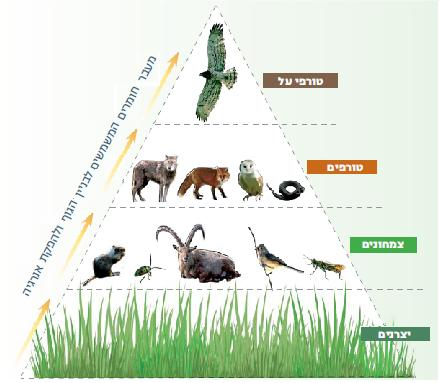 טורפי על
טורפים
צמחונים
יצרנים
מעבר חומרים המשמשים לבניין הגוף ולהפקת אנרגיה